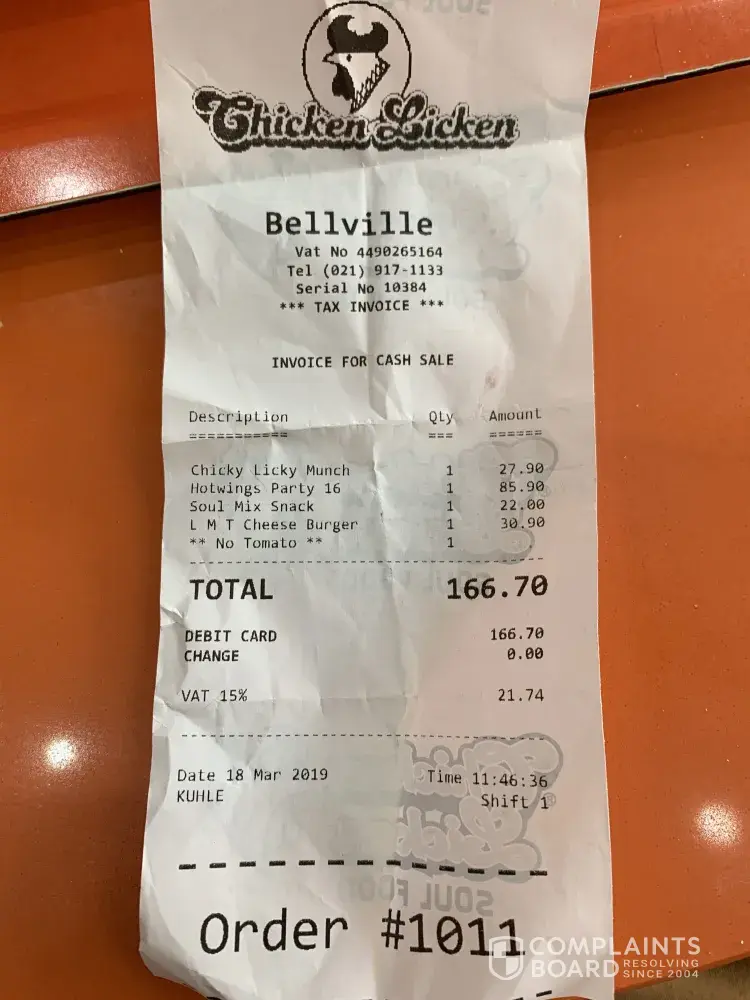 Chicken Licken
Bellville
Vat No 4490265164
Tel (021) 917-1133
Serial No 10384
*** TAX INVOICE ***
INVOICE FOR CASH SALE
Description Qty Amount
=========== === ======
Chicky Licky Munch 1 27.90
Hotwings Party 16 1 85.90
Soul Mix Snack 1 22.00
L M T Cheese Burger 1 30.90
** No Tomato ** 1
TOTAL 166.70
DEBIT CARD 166.70
CHANGE 0.00
VAT 15% 21.74
Date 18 Mar 2019 Time 11:46:36
KUHLE Shift 1
SOUL FOOD
Order #1011
COMPLAINTS
BOARD RESOLVING
SINCE 2004